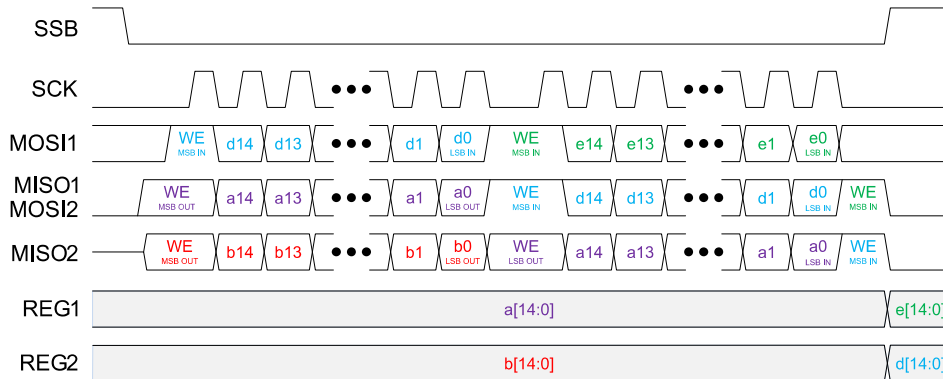 SSB
SCK
●●● ●●●
MOSI1 WE MSB IN d14 d13 ●●● d1 d0 LSB IN WE MSB IN e14 e13 ●●● e1 e0 LSB IN
MISO1 MOSI2 WE MSB OUT a14 a13 ●●● a1 a0 LSB OUT WE MSB IN d14 d13 ●●● d1 d0 LSB IN WE MSB IN
MISO2 WE MSB OUT b14 b13 ●●● b1 b0 LSB OUT WE LSB OUT a14 a13 ●●● a1 a0 LSB IN WE MSB IN
REG1 a[14:0] e[14:0]
REG2 b[14:0] d[14:0]